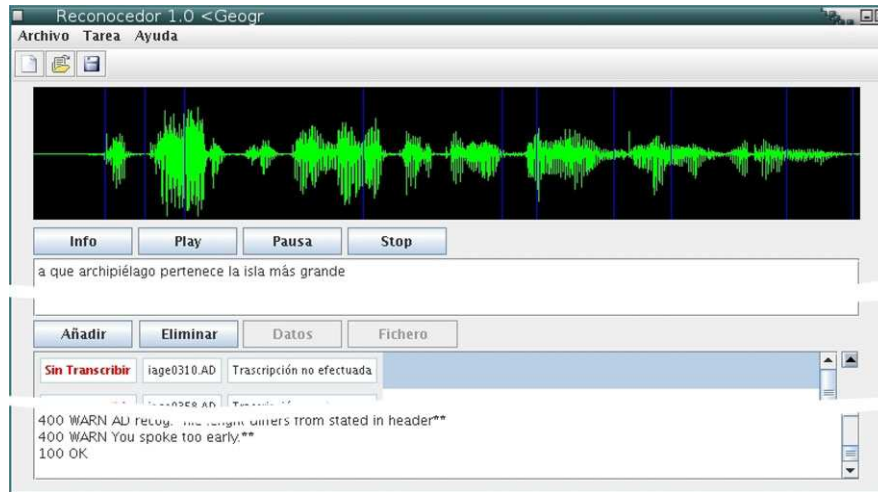 Reconocedor 1.0 <Geogr
Archivo Tarea Ayuda
Info Play Pausa Stop
a que archipiélago pertenece la isla más grande
Añadir Eliminar Datos Fichero
Sin Transcribir iage0310.AD Trascripción no efectuada
400 WARN AD recog. differs from stated in header**
400 WARN You spoke too early.**
100 OK